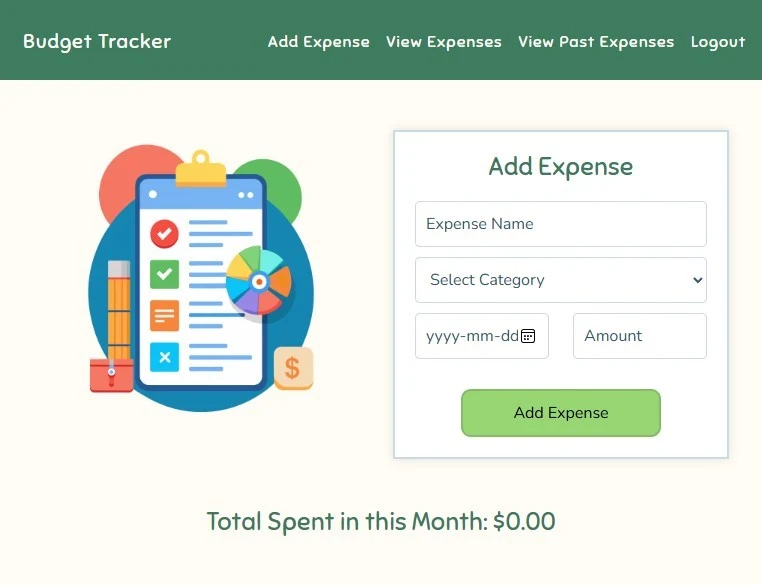 Budget Tracker
Add Expense View Expenses View Past Expenses Logout
Add Expense
Expense Name
Select Category
yyyy-mm-dd Amount
Add Expense
$
Total Spent in this Month: $0.00